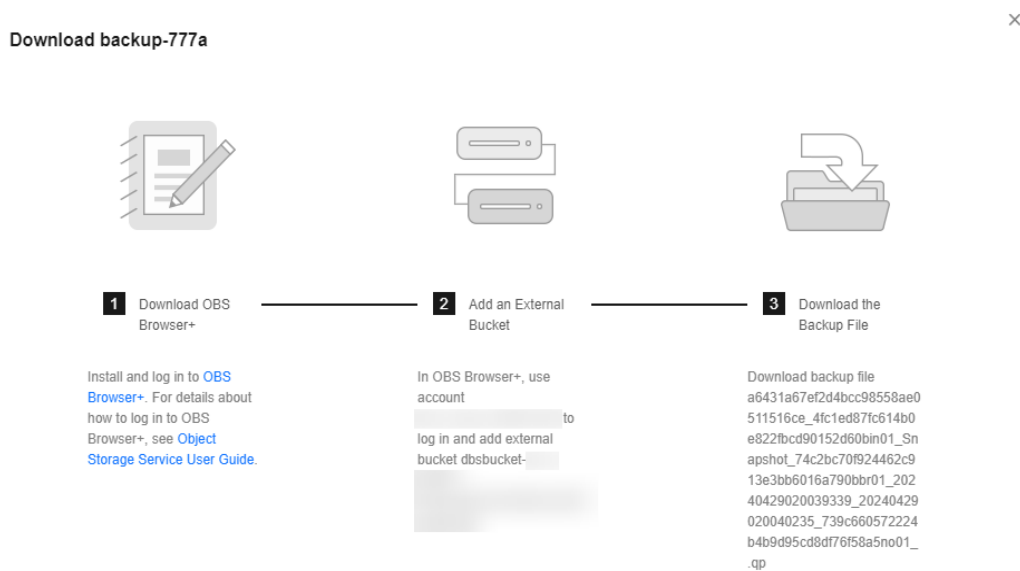 Download backup-777a
1 Download OBS
Browser+
Install and log in to OBS
Browser+. For details about
how to log in to OBS
Browser+, see Object
Storage Service User Guide.
2 Add an External
Bucket
In OBS Browser+, use
account
to
log in and add external
bucket dbsbucket-
3 Download the
Backup File
Download backup file
a6431a67ef2d4bcc98558ae0
511516ce_4fc1ed87fc614b0
e822fbcd90152d60bin01_Sn
apshot_74c2bc70f924462c9
13e3bb6016a790bbr01_202
40429020039339_20240429
020040235_739c660572224
b4b9d95cd8df76f58a5no01_
.qp